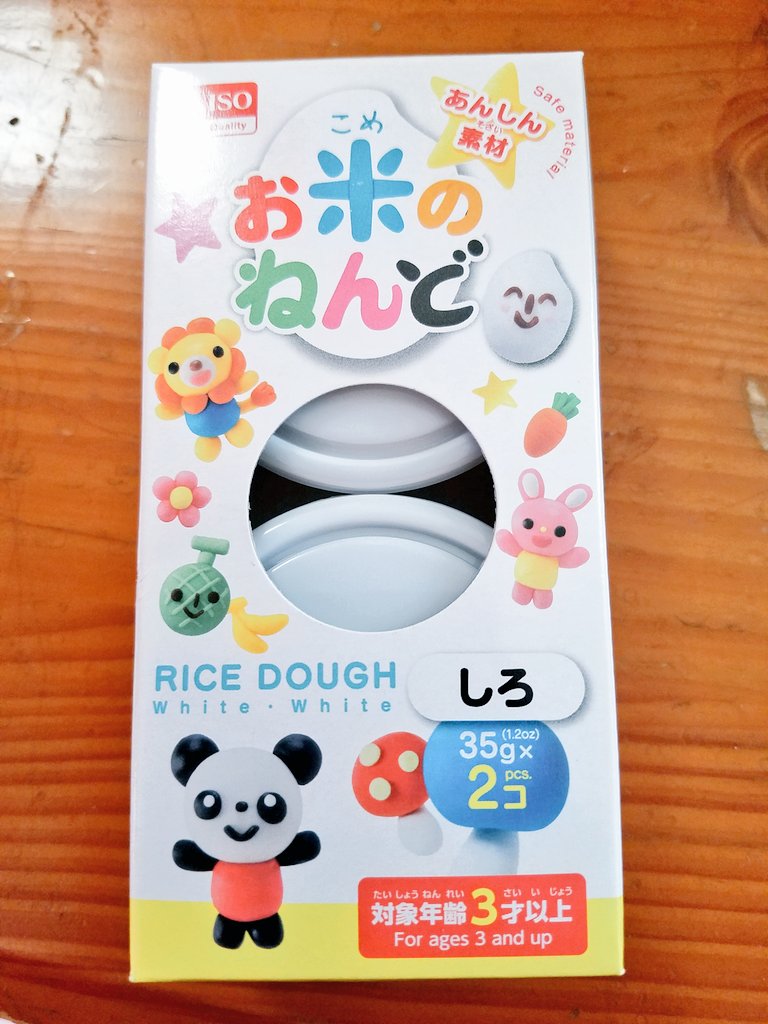 ISO
Quality
あんしん
そざい
素材
Safe material
こめ
お米の
ねんど
RICE DOUGH
White・White
しろ
35g×
(1.2oz)
2コ
pcs.
たいしょうねんれい さい い じょう
対象年齢3才以上
For ages 3 and up